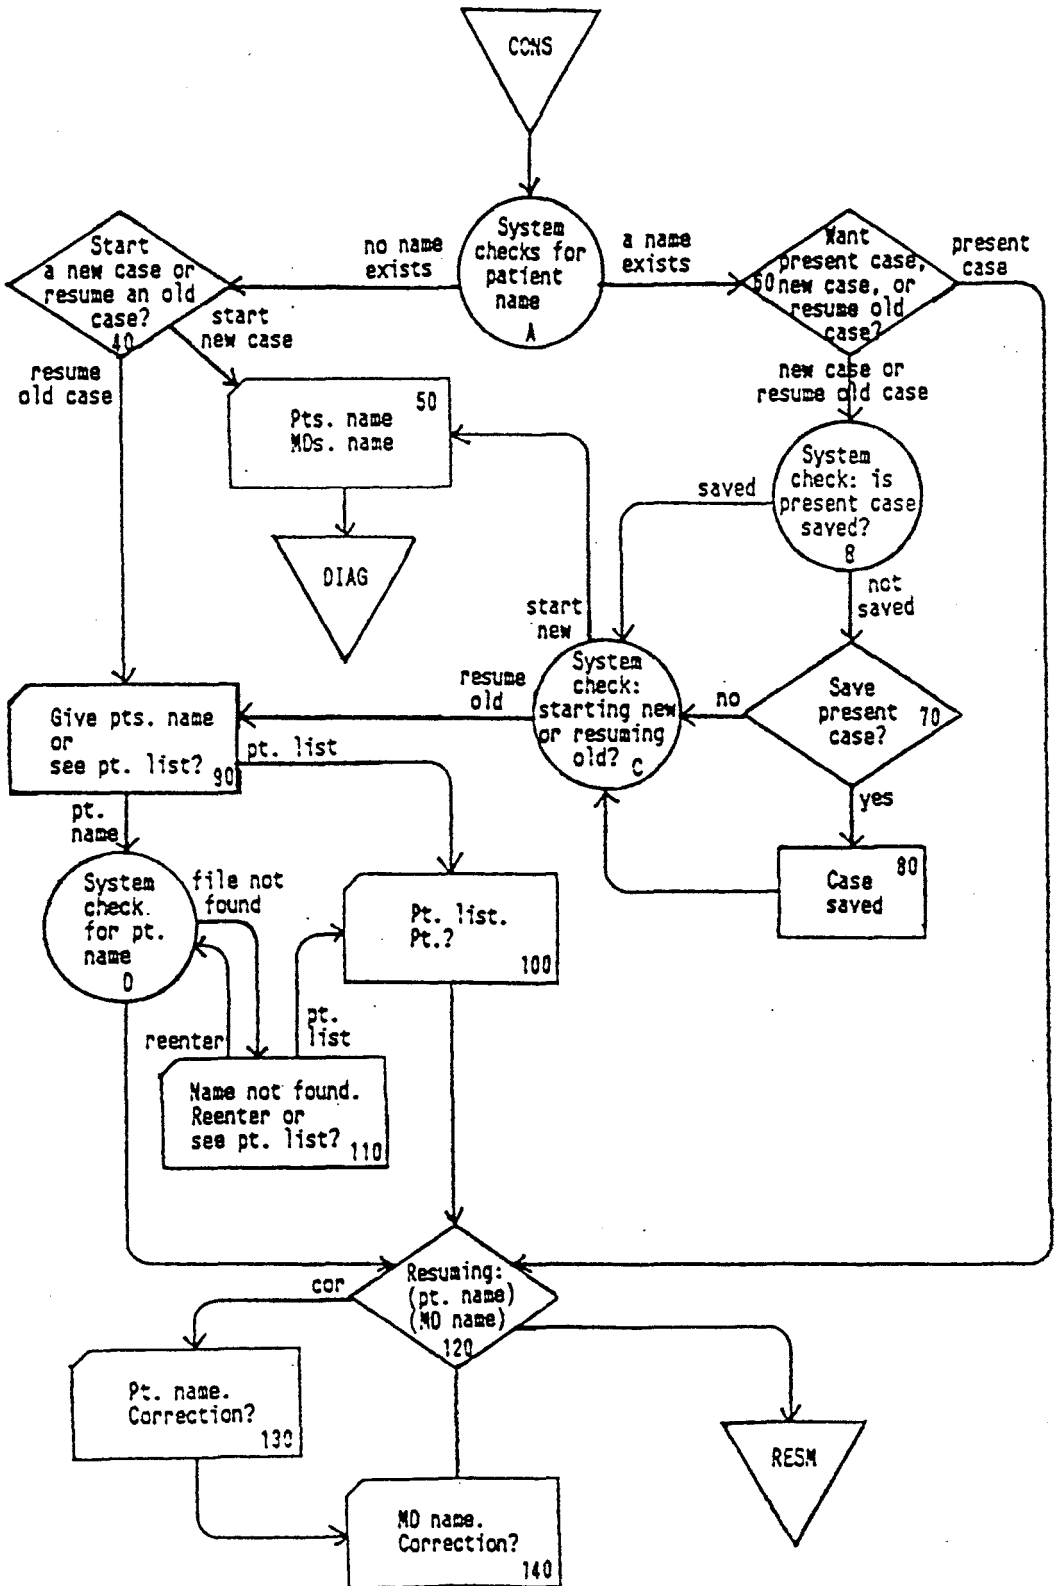 CONS
System
checks for
patient
name
A
no name
exists
a name
exists
Start
a new case or
resume an old
case?
40
Want
present case,
60 new case, or
resume old
case?
present
case
start
new case
resume
old case
new case or
resume old case
50
Pts. name
MDs. name
DIAG
System
check: is
present case
saved?
B
saved
not
saved
start
new
System
check:
starting new
or resuming
old?
C
resume
old
no
Save
present
case?
70
yes
80
Case
saved
Give pts. name
or
see pt. list?
90
pt. list
pt.
name
System
check
for pt.
name
D
file not
found
Pt. list.
Pt.?
100
reenter
pt.
list
Name not found.
Reenter or
see pt. list?
110
Resuming:
(pt. name)
(MD name)
120
cor
Pt. name.
Correction?
130
RESM
MD name.
Correction?
140